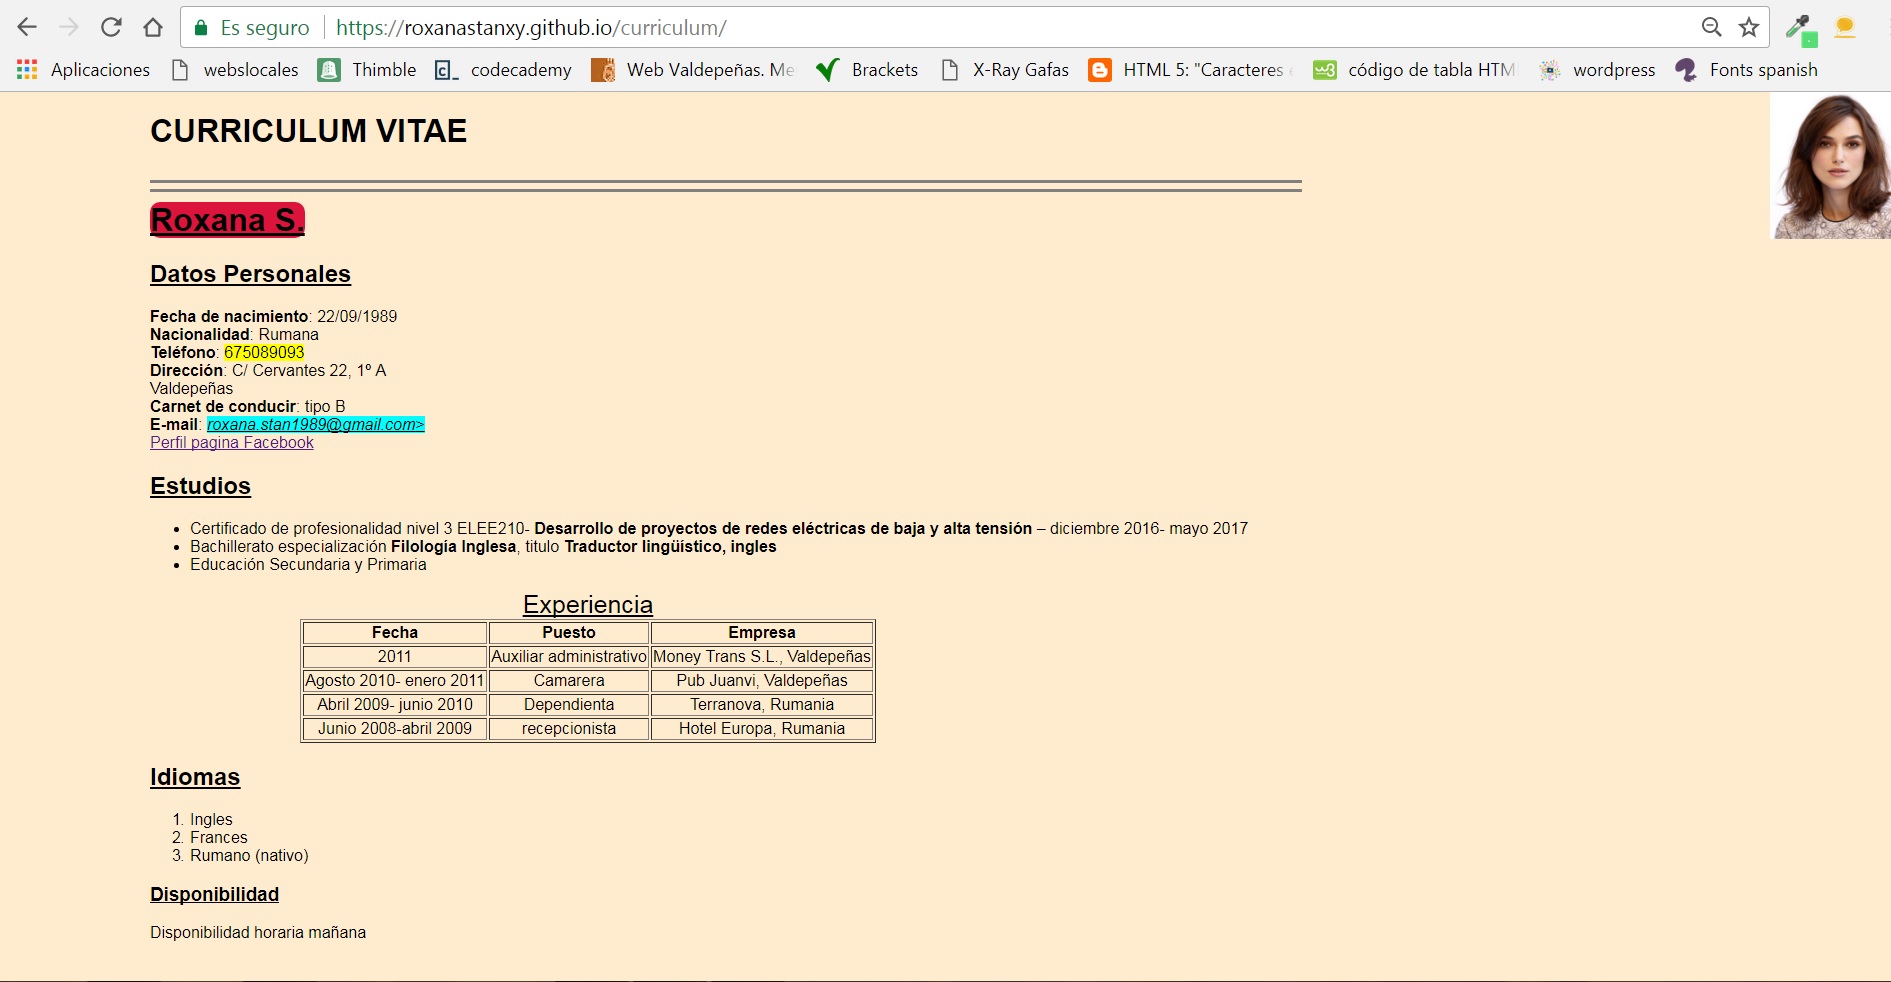 Es seguro https://roxanastanxy.github.io/curriculum/
Aplicaciones webslocales Thimble codecademy Web Valdepeñas. Me Brackets X-Ray Gafas HTML 5: "Caracteres código de tabla HTM wordpress Fonts spanish
CURRICULUM VITAE
Roxana S.
Datos Personales
Fecha de nacimiento: 22/09/1989
Nacionalidad: Rumana
Teléfono: 675089093
Dirección: C/ Cervantes 22, 1º A
Valdepeñas
Carnet de conducir: tipo B
E-mail: roxana.stan1989@gmail.com>
Perfil pagina Facebook
Estudios
• Certificado de profesionalidad nivel 3 ELEE210- Desarrollo de proyectos de redes eléctricas de baja y alta tensión – diciembre 2016- mayo 2017
• Bachillerato especialización Filología Inglesa, titulo Traductor lingüístico, ingles
• Educación Secundaria y Primaria
Experiencia
Fecha Puesto Empresa
2011 Auxiliar administrativo Money Trans S.L., Valdepeñas
Agosto 2010- enero 2011 Camarera Pub Juanvi, Valdepeñas
Abril 2009- junio 2010 Dependienta Terranova, Rumania
Junio 2008-abril 2009 recepcionista Hotel Europa, Rumania
Idiomas
1. Ingles
2. Frances
3. Rumano (nativo)
Disponibilidad
Disponibilidad horaria mañana